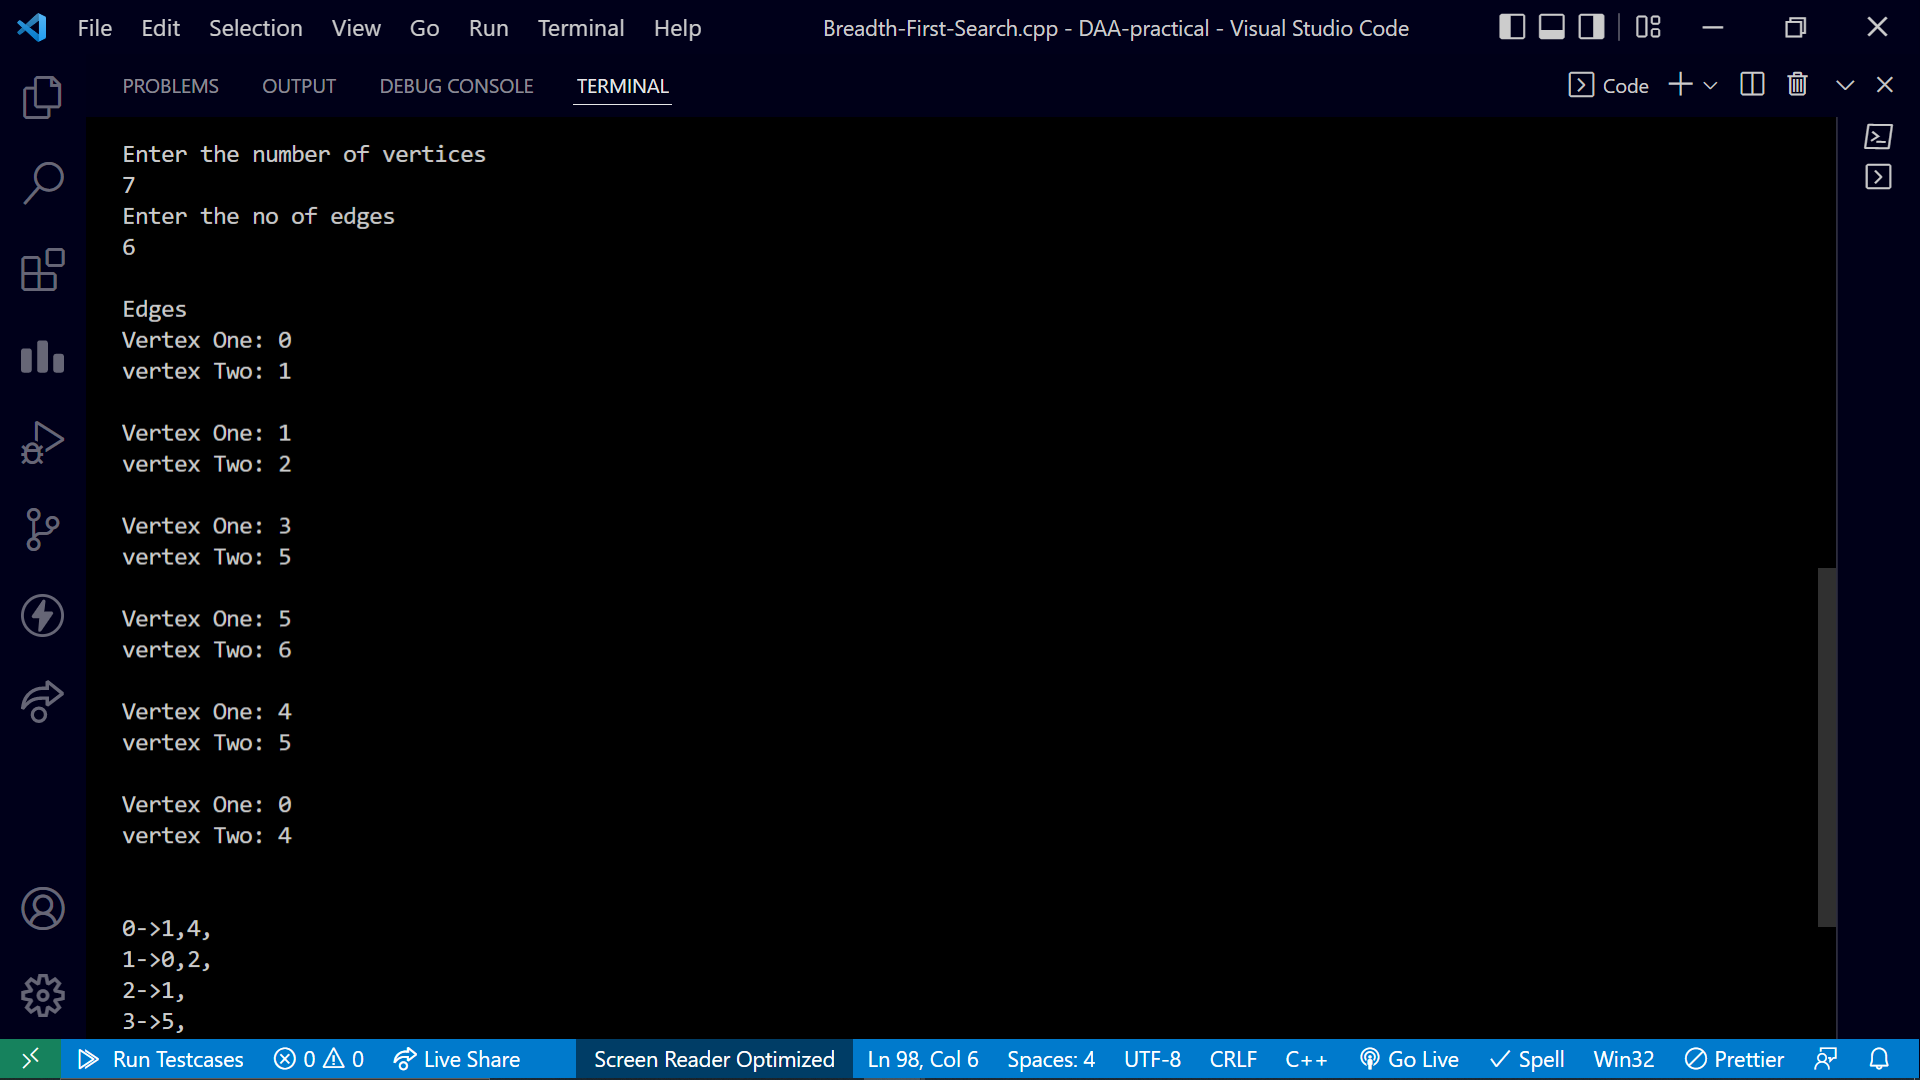 File Edit Selection View Go Run Terminal Help Breadth-First-Search.cpp - DAA-practical - Visual Studio Code
PROBLEMS OUTPUT DEBUG CONSOLE TERMINAL Code
Enter the number of vertices
7
Enter the no of edges
6
Edges
Vertex One: 0
vertex Two: 1
Vertex One: 1
vertex Two: 2
Vertex One: 3
vertex Two: 5
Vertex One: 5
vertex Two: 6
Vertex One: 4
vertex Two: 5
Vertex One: 0
vertex Two: 4
0->1,4,
1->0,2,
2->1,
3->5,
Run Testcases 0 0 Live Share Screen Reader Optimized Ln 98, Col 6 Spaces: 4 UTF-8 CRLF C++ Go Live Spell Win32 Prettier